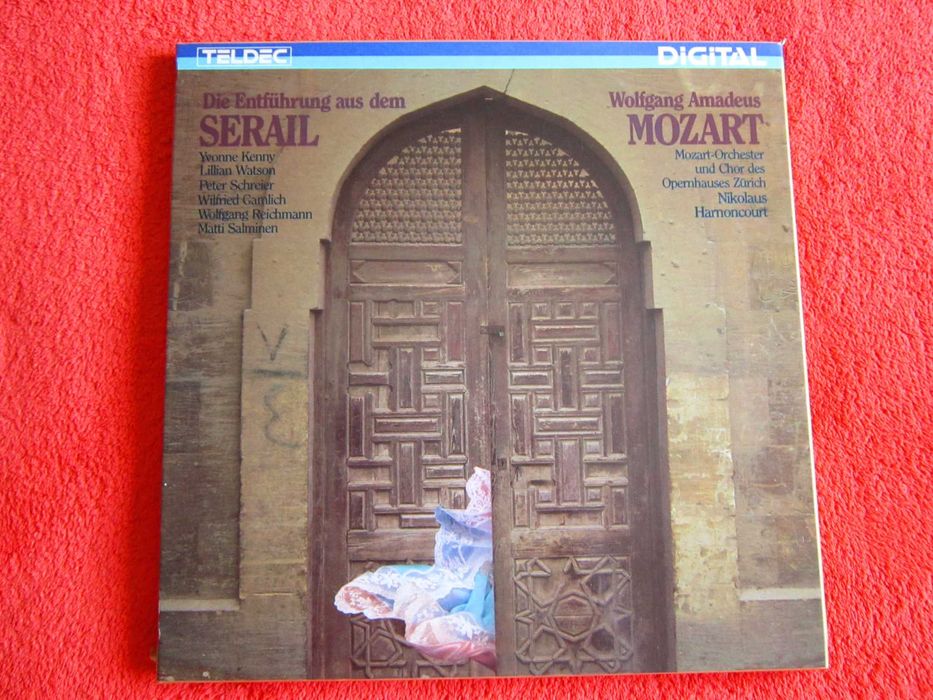 TELDEC
DIGITAL
Die Entführung aus dem
SERAIL
Yvonne Kenny
Lillian Watson
Peter Schreier
Wilfried Gamlich
Wolfgang Reichmann
Matti Salminen
Wolfgang Amadeus
MOZART
Mozart-Orchester
und Chor des
Opernhauses Zürich
Nikolaus
Harnoncourt